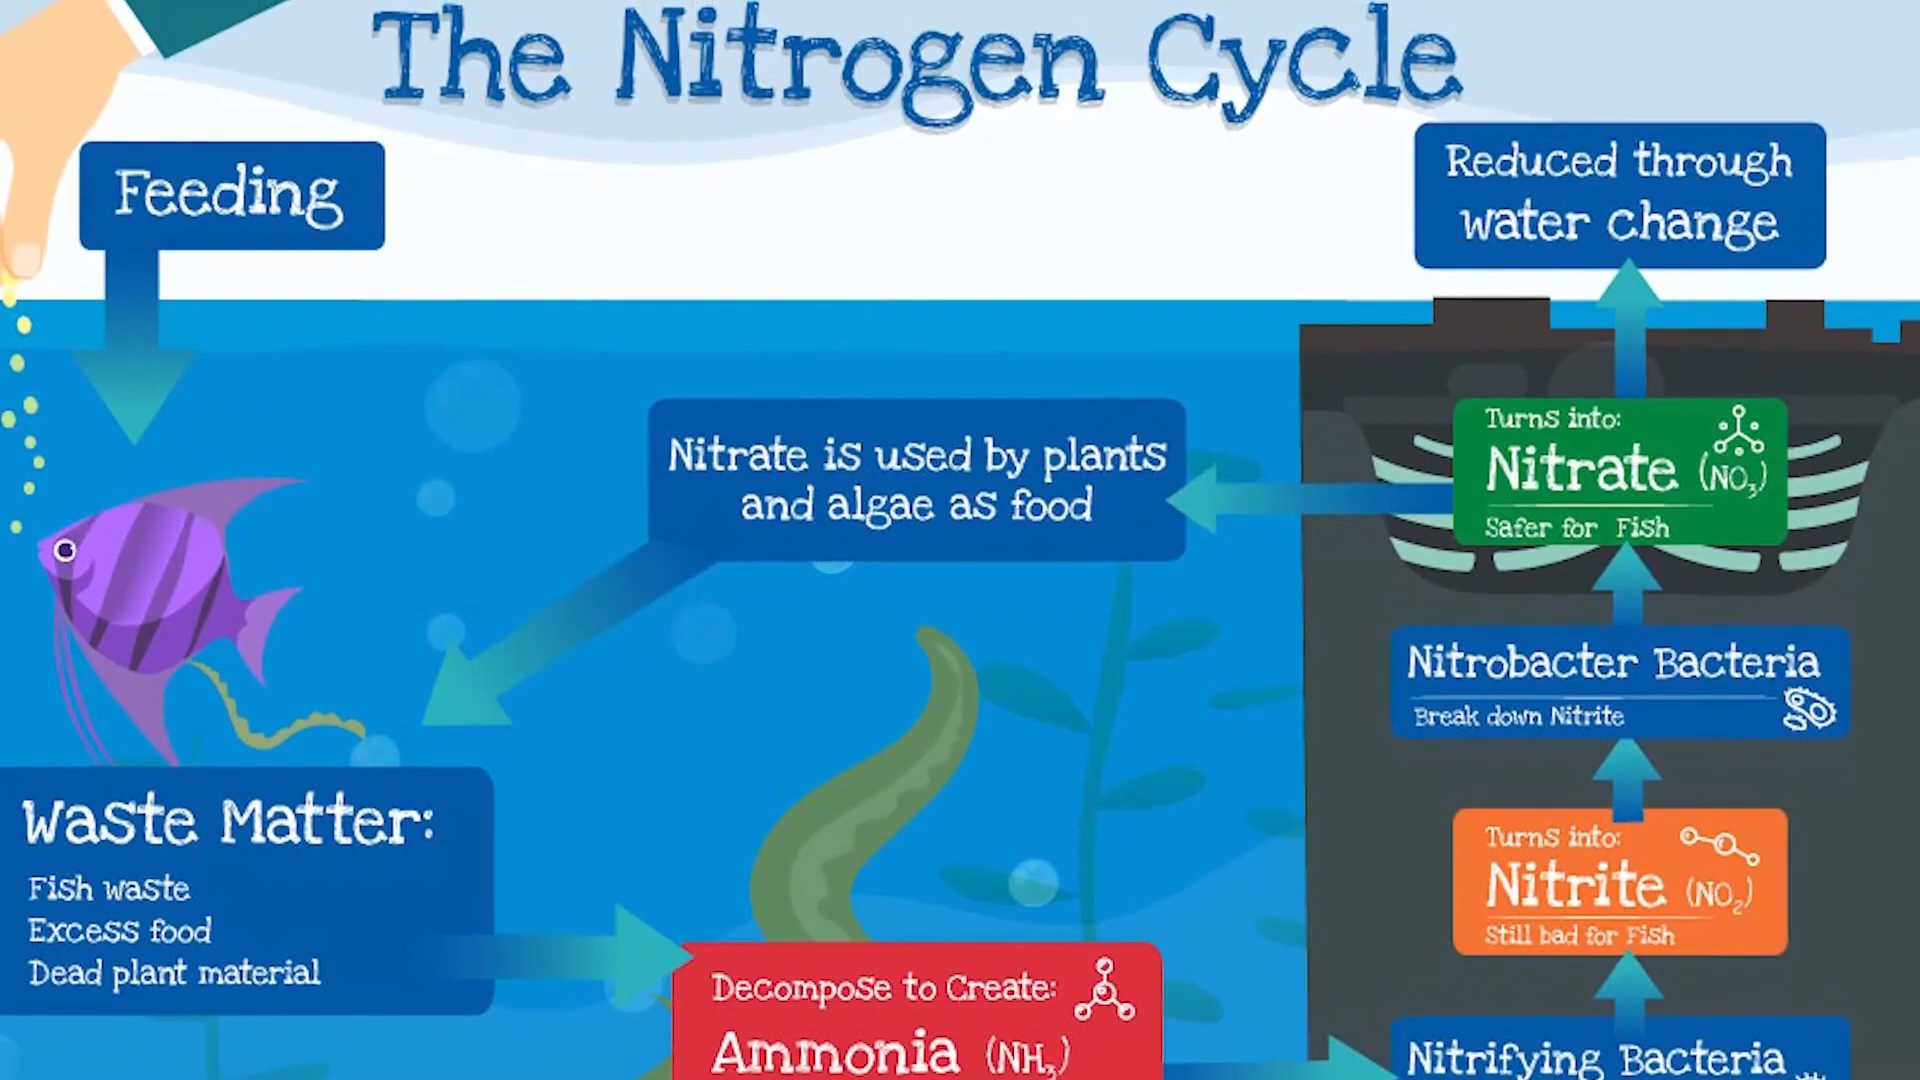 The Nitrogen Cycle
Feeding
Reduced through
water change
Nitrate is used by plants
and algae as food
Turns into:
Nitrate (NO₃)
Safer for Fish
Nitrobacter Bacteria
Break down Nitrite
Turns into:
Nitrite (NO₂)
Still bad for Fish
Nitrifying Bacteria
Waste Matter:
Fish waste
Excess food
Dead plant material
Decompose to Create:
Ammonia (NH₃)